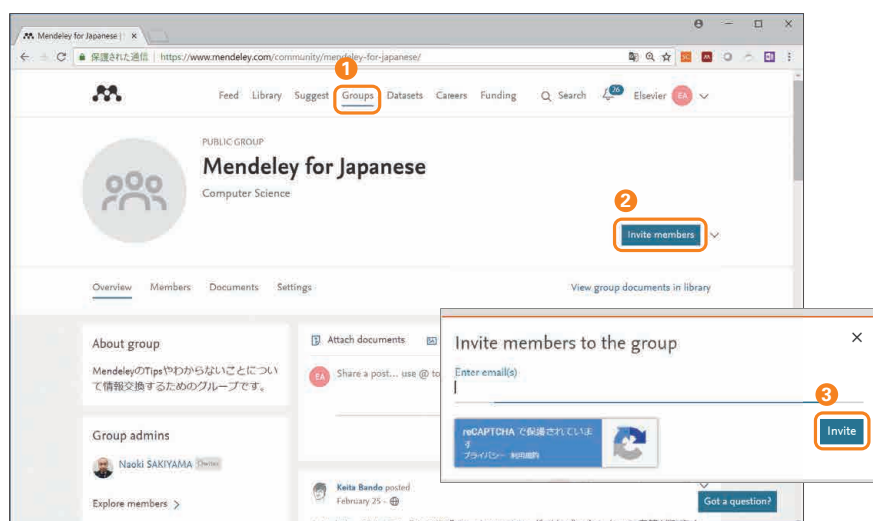 Mendeley for Japanese |
保護された通信 | https://www.mendeley.com/community/mendeley-for-japanese/
1
Feed Library Suggest Groups Datasets Careers Funding Search 26 Elsevier EA
PUBLIC GROUP
Mendeley for Japanese
Computer Science
2
Invite members
Overview Members Documents Settings View group documents in library
About group
MendeleyのTipsやわからないことについ
て情報交換するためのグループです。
Group admins
Naoki SAKIYAMA Owner
Explore members >
Attach documents
EA Share a post... use @ to
Keita Bando posted
February 25 -
Invite members to the group
Enter email(s)
3
reCAPTCHA で保護されていま
す
プライバシー - 利用規約
Invite
Got a question?